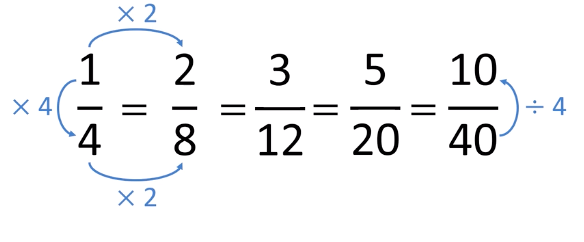 × 2
× 4 1/4 = 2/8 = 3/12 = 5/20 = 10/40 ÷ 4
× 2